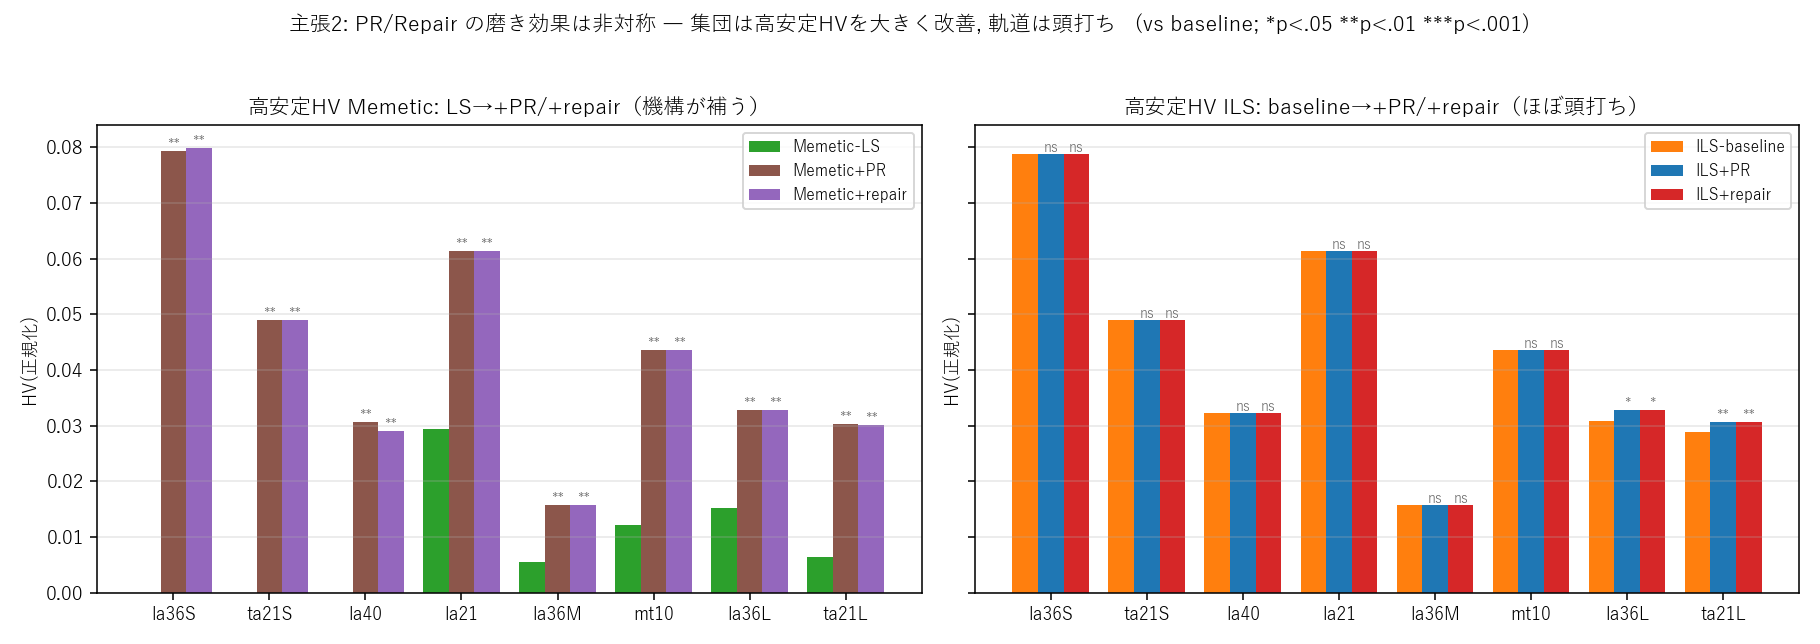 主張2: PR/Repair の磨き効果は非対称 — 集団は高安定HVを大きく改善, 軌道は頭打ち （vs baseline; *p<.05 **p<.01 ***p<.001）
高安定HV Memetic: LS→+PR/+repair（機構が補う）
HV(正規化)
0.08
0.07
0.06
0.05
0.04
0.03
0.02
0.01
0.00
** **
** **
** **
** **
** **
** **
** **
** **
Memetic-LS
Memetic+PR
Memetic+repair
la36S ta21S la40 la21 la36M mt10 la36L ta21L
高安定HV ILS: baseline→+PR/+repair（ほぼ頭打ち）
HV(正規化)
ns ns
ns ns
ns ns
ns ns
ns ns
ns ns
* *
** **
ILS-baseline
ILS+PR
ILS+repair
la36S ta21S la40 la21 la36M mt10 la36L ta21L